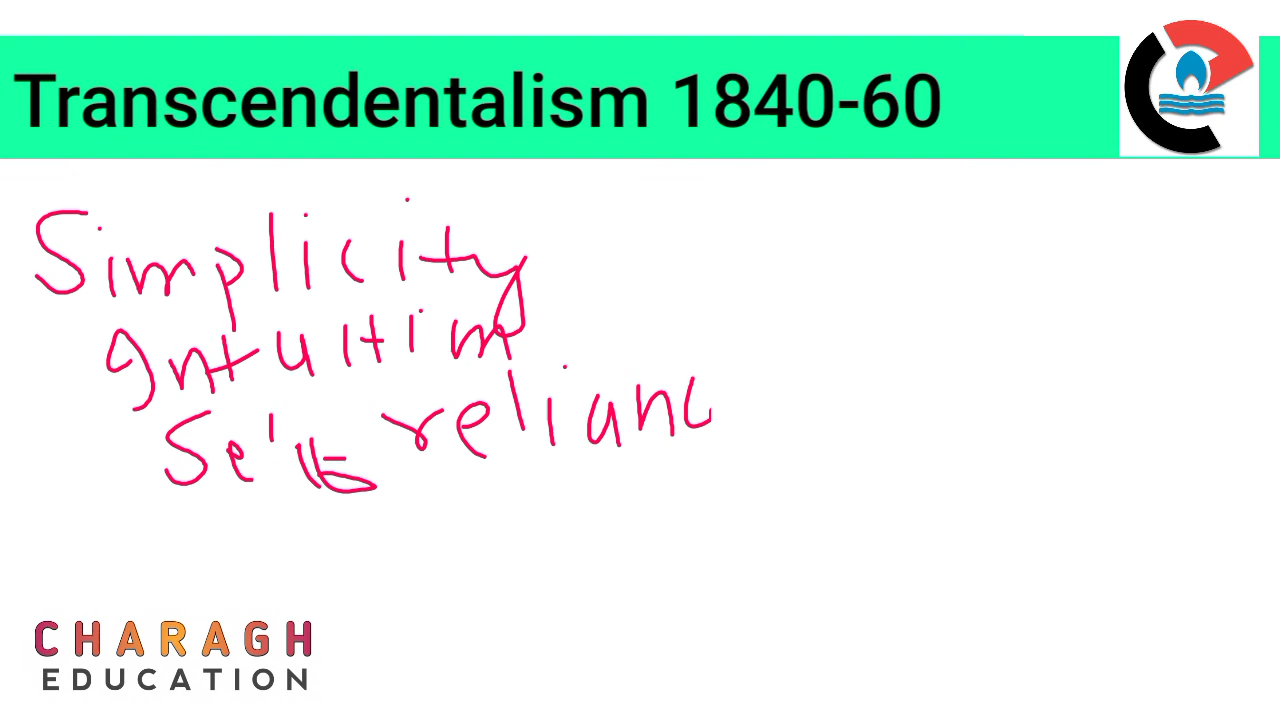 Transcendentalism 1840-60
Simplicity
Intuition
Self relianc
CHARAGH
EDUCATION